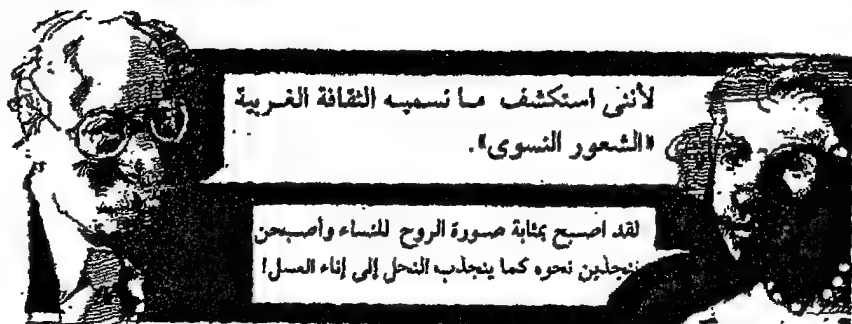 لأننى استكشف ما تسميه الثقافة الغربية
«الشعور النسوى».
لقد اصبح بمثابة صورة الروح للنساء وأصبحن
ينجذبن نحوه كما ينجذب النحل إلى إناء العسل!